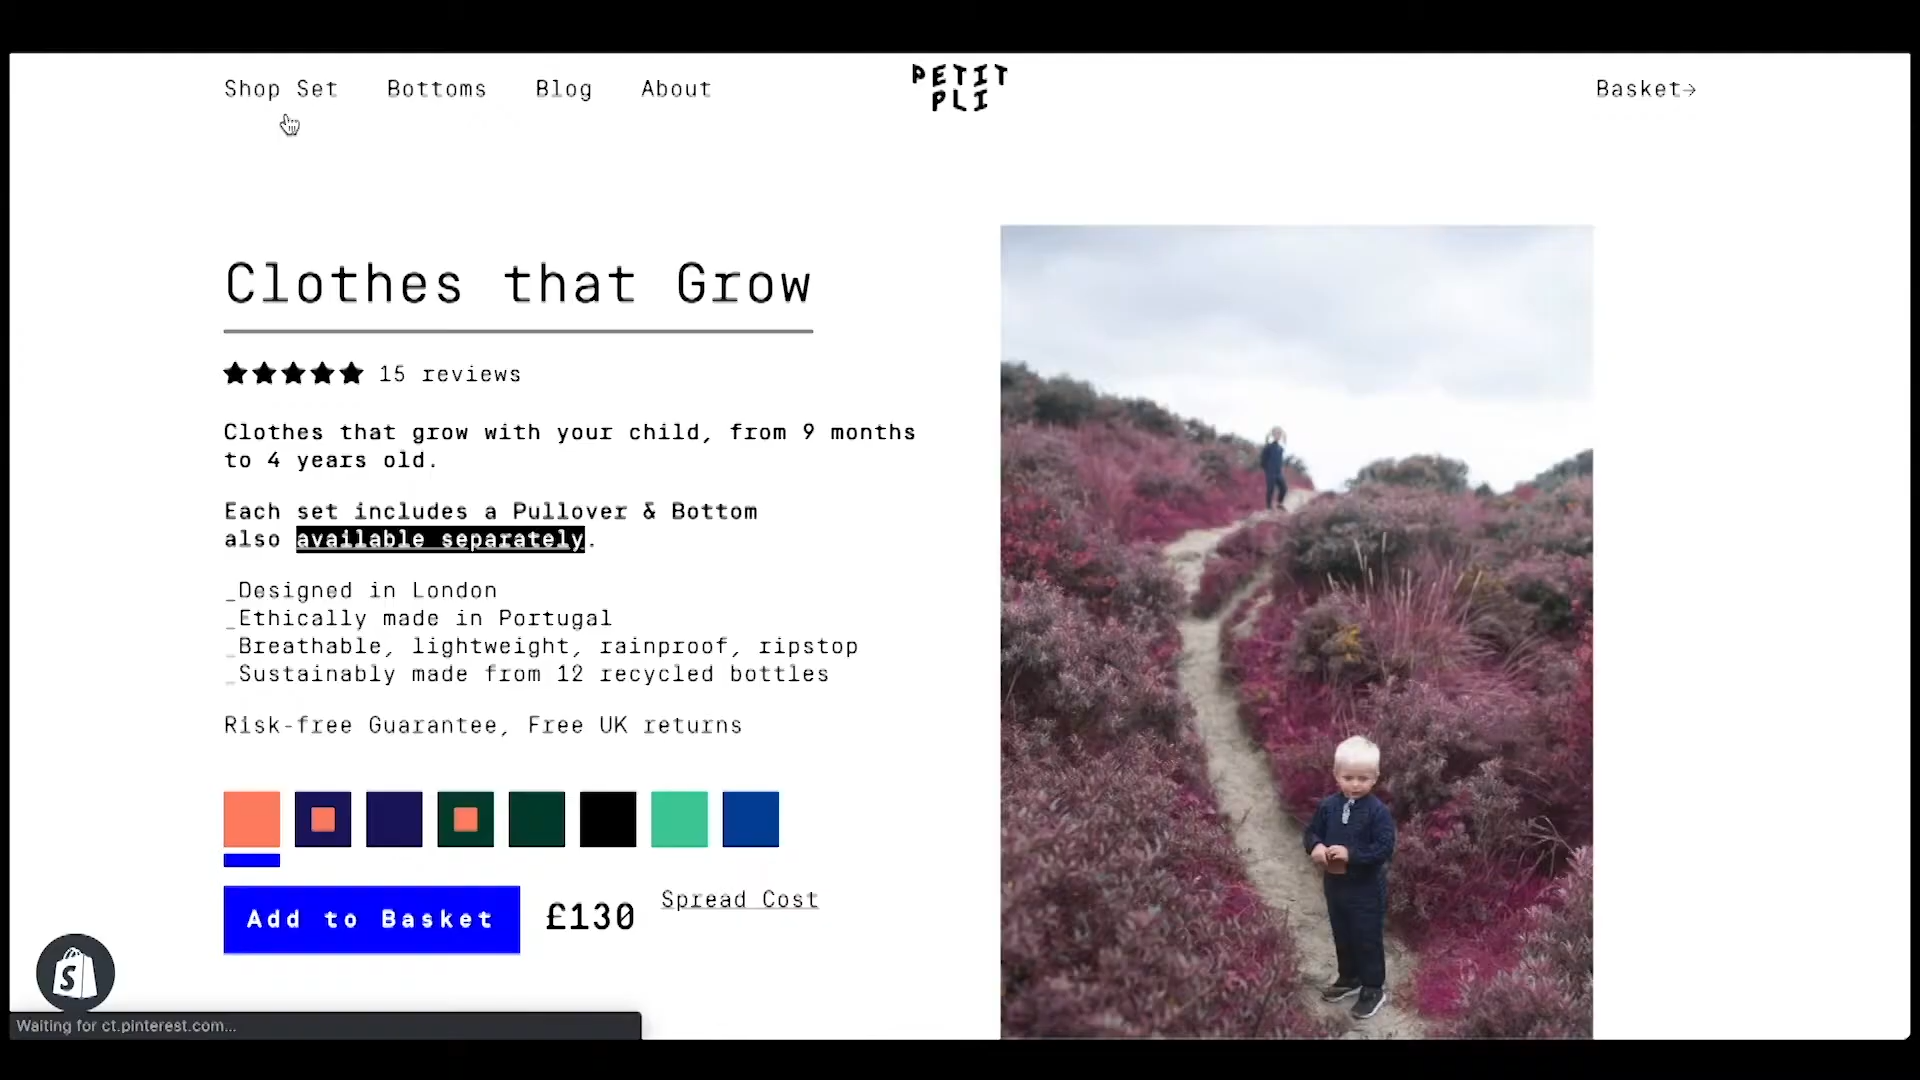 Shop Set
Bottoms
Blog
About
PETIT
PLI
Basket→
Clothes that Grow
15 reviews
Clothes that grow with your child, from 9 months
to 4 years old.
Each set includes a Pullover & Bottom
also available separately.
_Designed in London
_Ethically made in Portugal
_Breathable, lightweight, rainproof, ripstop
_Sustainably made from 12 recycled bottles
Risk-free Guarantee, Free UK returns
Add to Basket
£130
Spread Cost
S
Waiting for ct.pinterest.com...